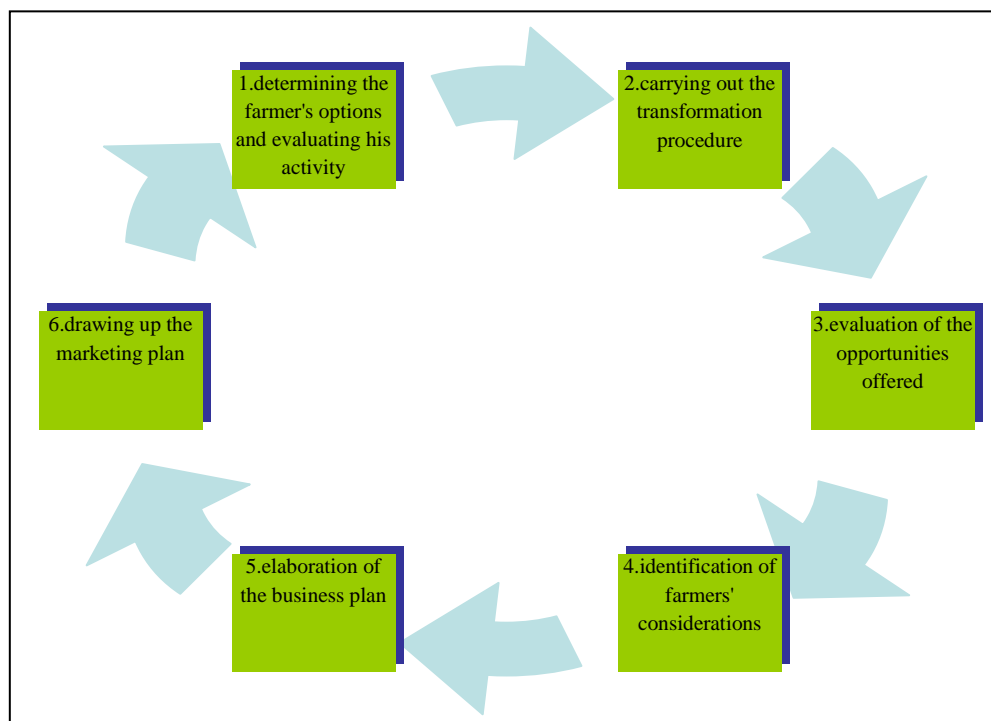 1.determining the
farmer's options
and evaluating his
activity
2.carrying out the
transformation
procedure
3.evaluation of the
opportunities
offered
4.identification of
farmers'
considerations
5.elaboration of
the business plan
6.drawing up the
marketing plan